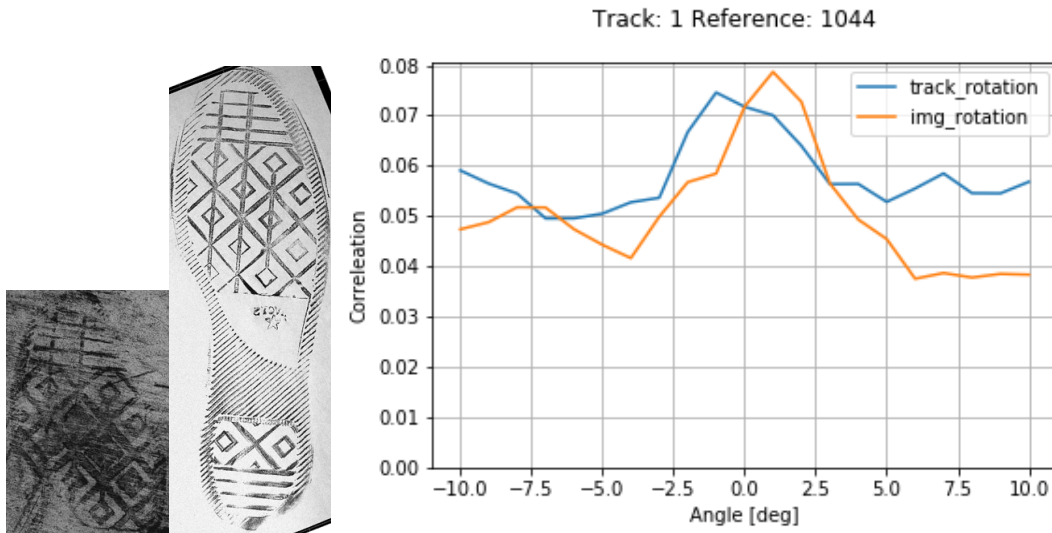 Track: 1 Reference: 1044
Correleation
0.08
0.07
0.06
0.05
0.04
0.03
0.02
0.01
0.00
track_rotation
img_rotation
−10.0 −7.5 −5.0 −2.5 0.0 2.5 5.0 7.5 10.0
Angle [deg]